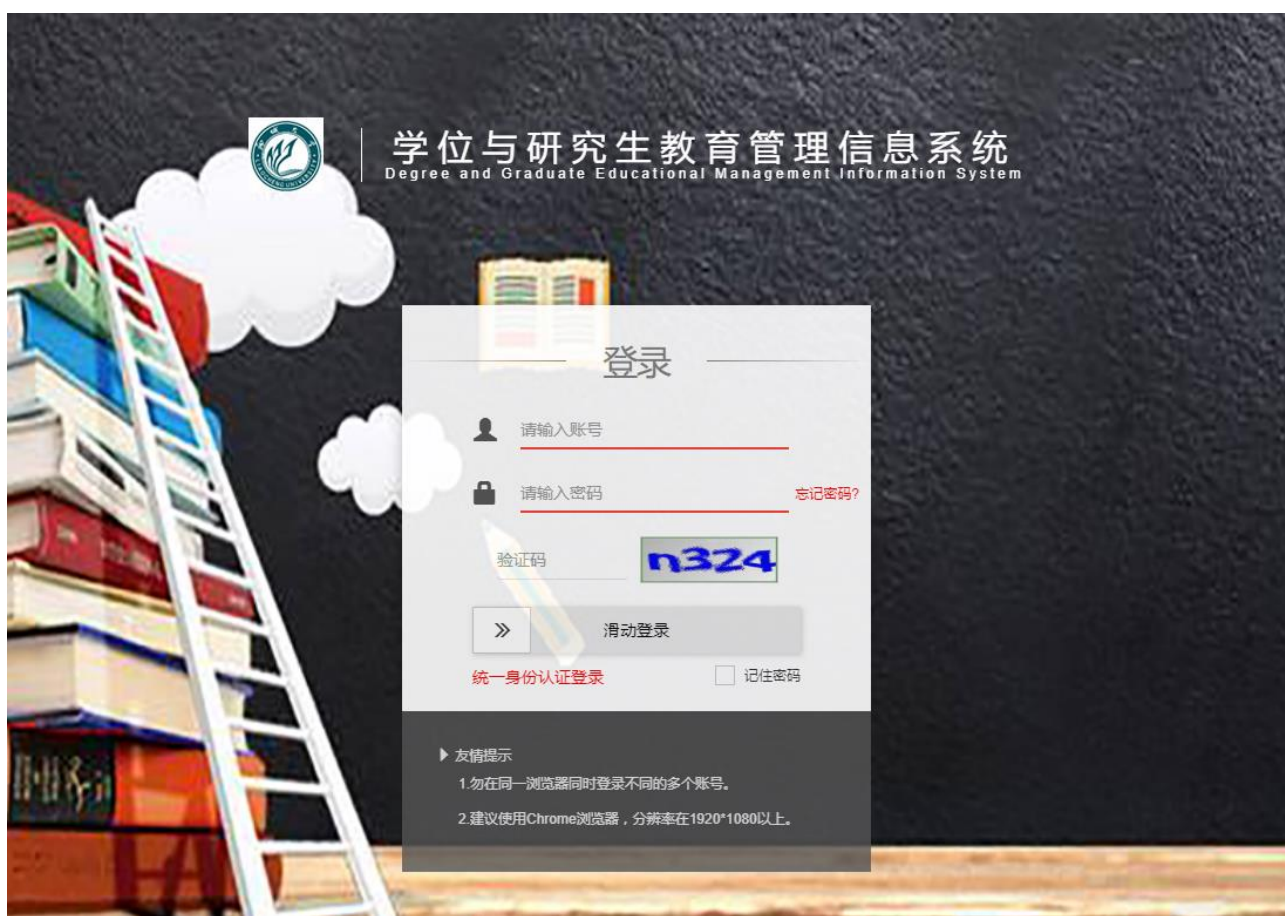 学位与研究生教育管理信息系统
Degree and Graduate Educational Management Information System
登录
请输入账号
请输入密码 忘记密码?
验证码 n324
滑动登录
统一身份认证登录 记住密码
友情提示
1.勿在同一浏览器同时登录不同的多个账号。
2.建议使用Chrome浏览器，分辨率在1920*1080以上。